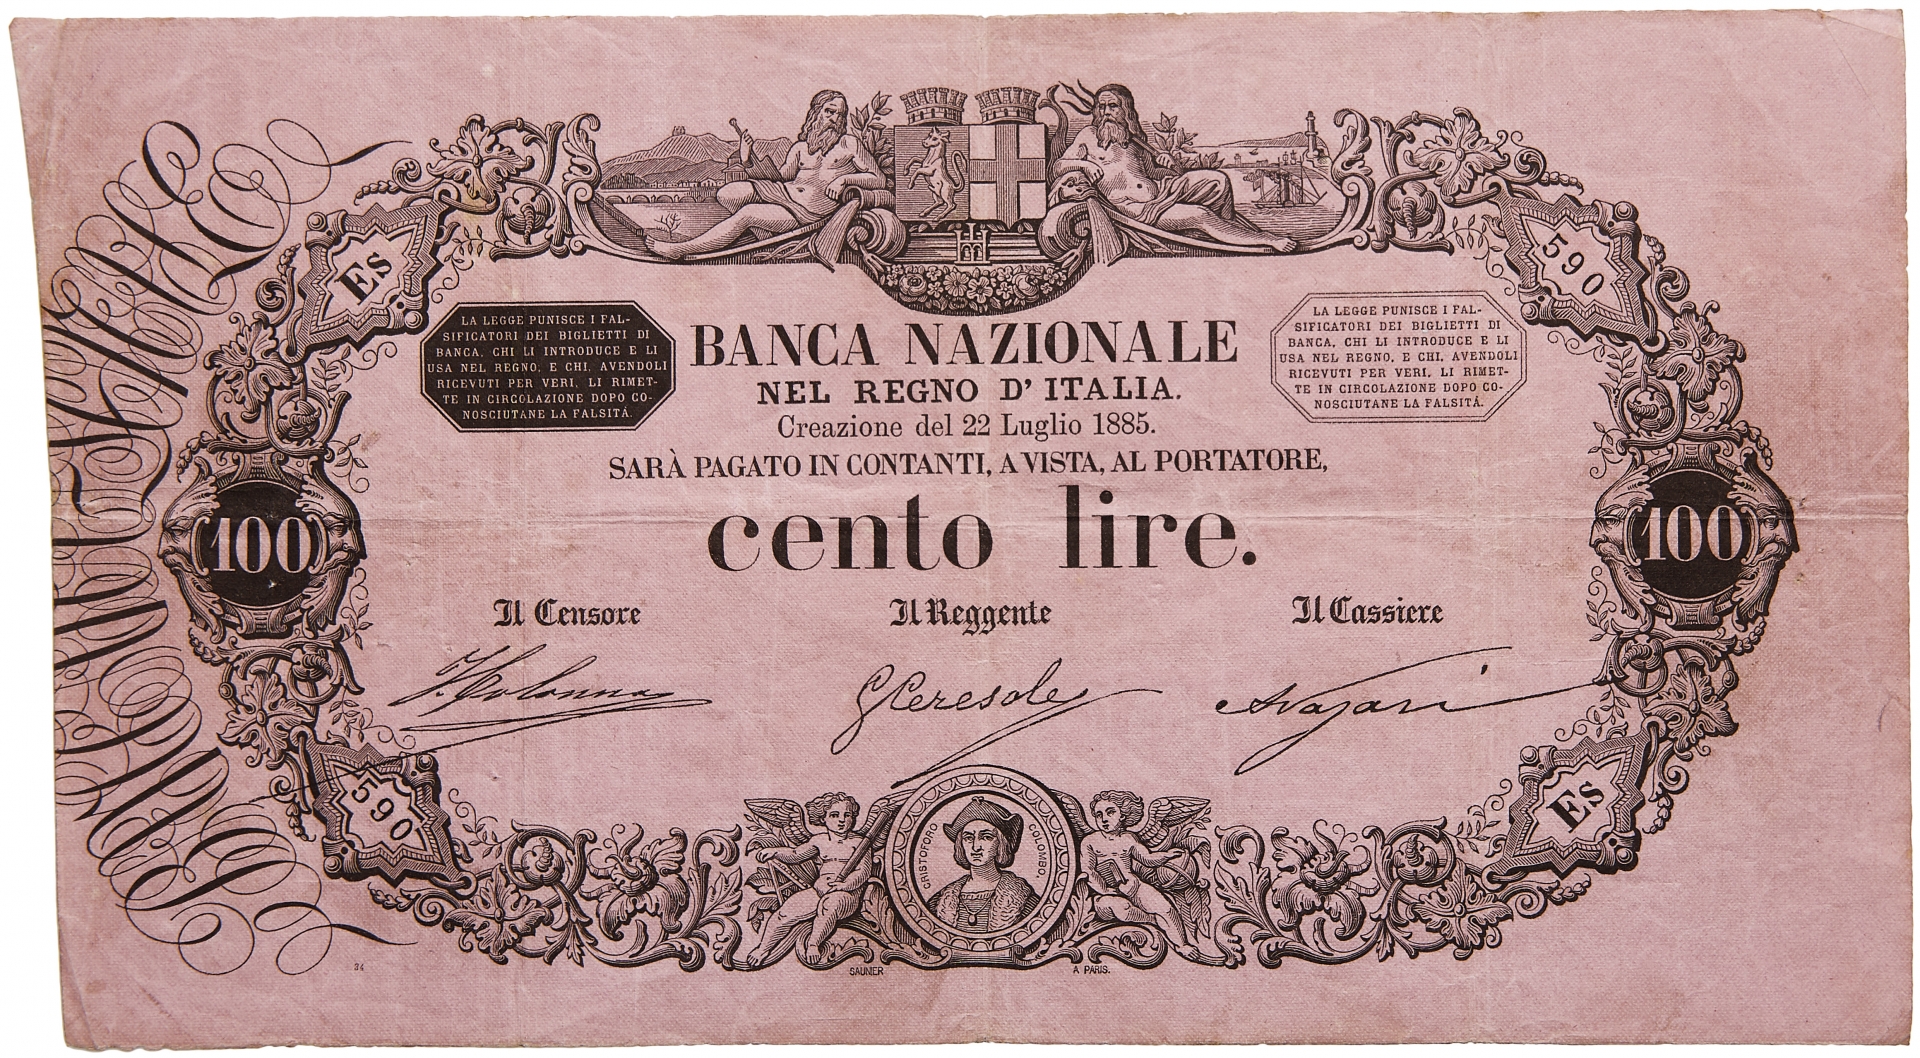 Es
590
LA LEGGE PUNISCE I FAL-
SIFICATORI DEI BIGLIETTI DI
BANCA, CHI LI INTRODUCE E LI
USA NEL REGNO, E CHI, AVENDOLI
RICEVUTI PER VERI, LI RIMET-
TE IN CIRCOLAZIONE DOPO CO-
NOSCIUTANE LA FALSITÁ.
BANCA NAZIONALE
NEL REGNO D'ITALIA.
Creazione del 22 Luglio 1885.
LA LEGGE PUNISCE I FAL-
SIFICATORI DEI BIGLIETTI DI
BANCA, CHI LI INTRODUCE E LI
USA NEL REGNO, E CHI, AVENDOLI
RICEVUTI PER VERI, LI RIMET-
TE IN CIRCOLAZIONE DOPO CO-
NOSCIUTANE LA FALSITÁ.
SARÀ PAGATO IN CONTANTI, A VISTA, AL PORTATORE,
100
cento lire.
100
Il Censore
Il Reggente
Il Cassiere
G Ceresole
590
Es
CRISTOFORO COLOMBO.
34
SAUNIER
A PARIS.